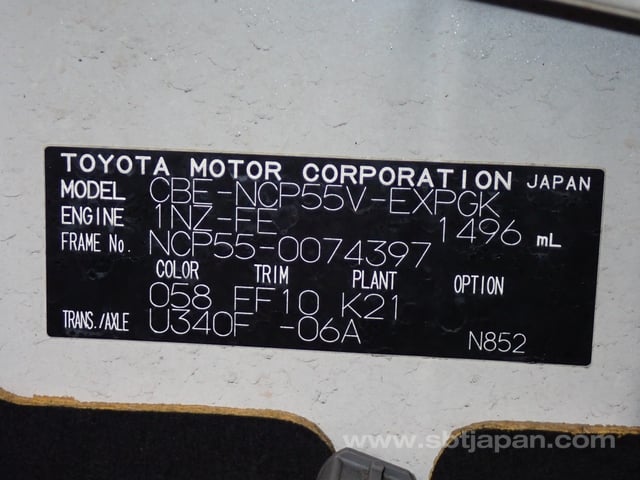 TOYOTA MOTOR CORPORATION JAPAN
MODEL CBE-NCP55V-EXPGK
ENGINE 1NZ-FE 1496 mL
FRAME No. NCP55-0074397
COLOR TRIM PLANT OPTION
058 EF10 K21
TRANS./AXLE U340F -06A N852
www.sbtjapan.com